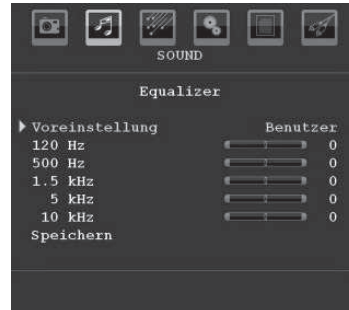 SOUND
Equalizer
Voreinstellung Benutzer
120 Hz 0
500 Hz 0
1.5 kHz 0
5 kHz 0
10 kHz 0
Speichern